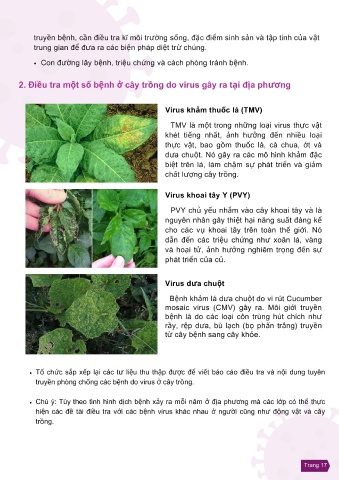 truyền bệnh, cần điều tra kĩ môi trường sống, đặc điểm sinh sản và tập tính của vật
trung gian để đưa ra các biện pháp diệt trừ chúng.
• Con đường lây bệnh, triệu chứng và cách phòng tránh bệnh.
2. Điều tra một số bệnh ở cây trồng do virus gây ra tại địa phương
Virus khảm thuốc lá (TMV)
TMV là một trong những loại virus thực vật
khét tiếng nhất, ảnh hưởng đến nhiều loại
thực vật, bao gồm thuốc lá, cà chua, ớt và
dưa chuột. Nó gây ra các mô hình khảm đặc
biệt trên lá, làm chậm sự phát triển và giảm
chất lượng cây trồng.
Virus khoai tây Y (PVY)
PVY chủ yếu nhắm vào cây khoai tây và là
nguyên nhân gây thiệt hại năng suất đáng kể
cho các vụ khoai tây trên toàn thế giới. Nó
dẫn đến các triệu chứng như xoăn lá, vàng
và hoại tử, ảnh hưởng nghiêm trọng đến sự
phát triển của củ.
Virus dưa chuột
Bệnh khảm lá dưa chuột do vi rút Cucumber
mosaic virus (CMV) gây ra. Môi giới truyền
bệnh là do các loại côn trùng hút chích như
rầy, rệp dưa, bù lạch (bọ phấn trắng) truyền
từ cây bệnh sang cây khỏe.
• Tổ chức sắp xếp lại các tư liệu thu thập được để viết báo cáo điều tra và nội dung tuyên
truyền phòng chống các bệnh do virus ở cây trồng.
• Chú ý: Tùy theo tình hình dịch bệnh xảy ra mỗi năm ở địa phương mà các lớp có thể thực
hiện các đề tài điều tra với các bệnh virus khác nhau ở người cũng như động vật và cây
trồng.
Trang 17